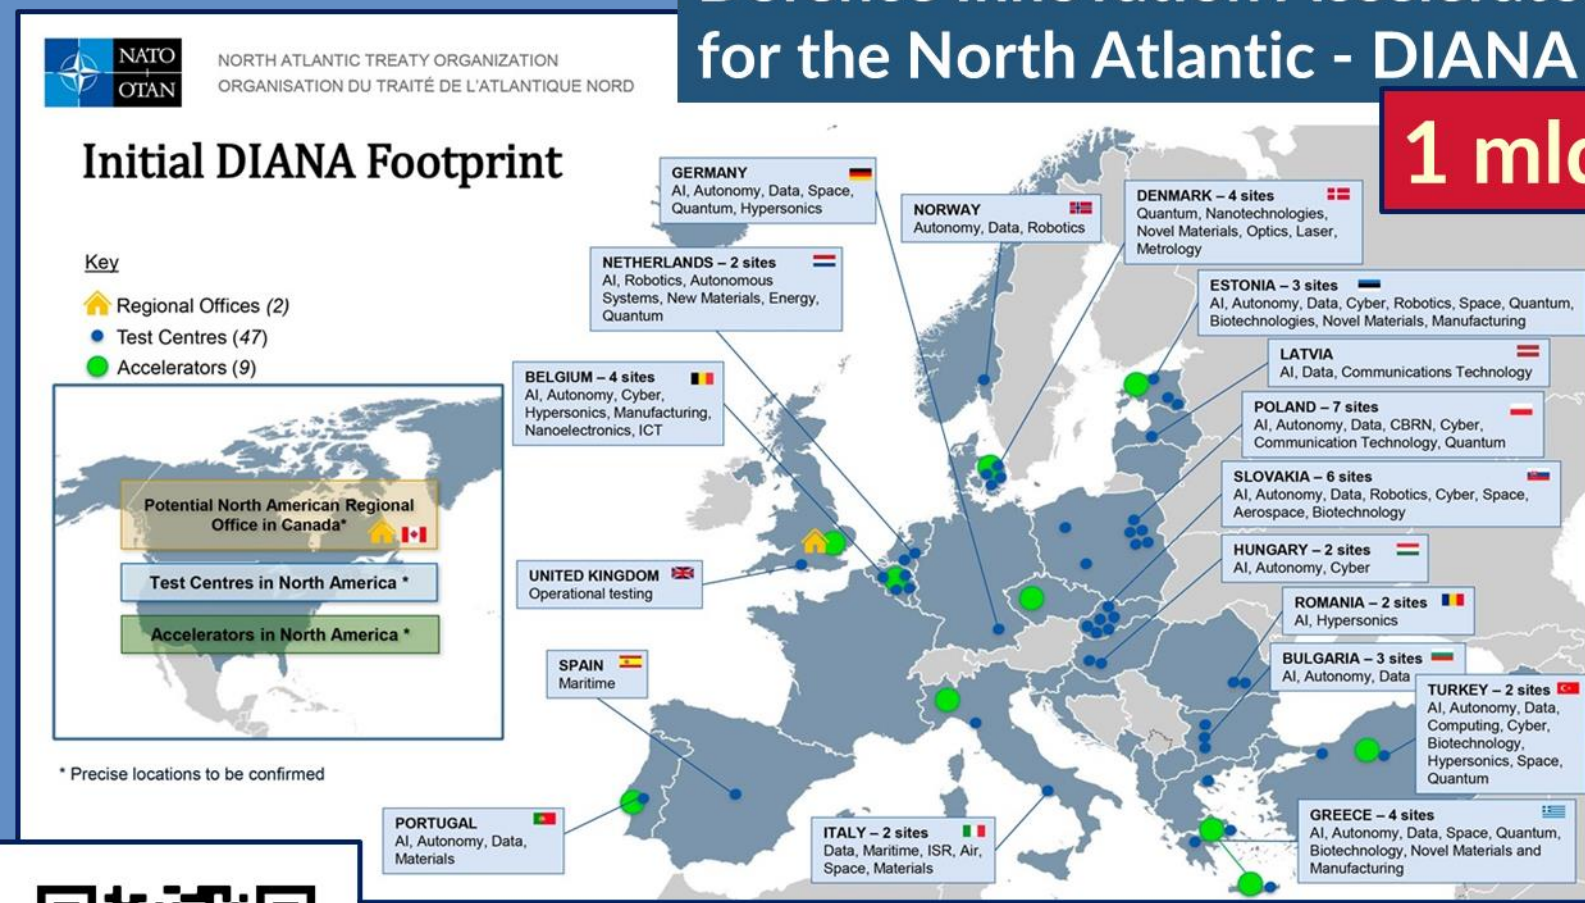 for the North Atlantic - DIANA
1
NATO
OTAN
NORTH ATLANTIC TREATY ORGANIZATION
ORGANISATION DU TRAITÉ DE L'ATLANTIQUE NORD
Initial DIANA Footprint
Key
Regional Offices (2)
Test Centres (47)
Accelerators (9)
Potential North American Regional
Office in Canada*
Test Centres in North America *
Accelerators in North America *
* Precise locations to be confirmed
GERMANY
AI, Autonomy, Data, Space,
Quantum, Hypersonics
NORWAY
Autonomy, Data, Robotics
DENMARK – 4 sites
Quantum, Nanotechnologies,
Novel Materials, Optics, Laser,
Metrology
NETHERLANDS – 2 sites
AI, Robotics, Autonomous
Systems, New Materials, Energy,
Quantum
ESTONIA – 3 sites
AI, Autonomy, Data, Cyber, Robotics, Space, Quantum,
Biotechnologies, Novel Materials, Manufacturing
LATVIA
AI, Data, Communications Technology
BELGIUM – 4 sites
AI, Autonomy, Cyber,
Hypersonics, Manufacturing,
Nanoelectronics, ICT
POLAND – 7 sites
AI, Autonomy, Data, CBRN, Cyber,
Communication Technology, Quantum
SLOVAKIA – 6 sites
AI, Autonomy, Data, Robotics, Cyber, Space,
Aerospace, Biotechnology
HUNGARY – 2 sites
AI, Autonomy, Cyber
UNITED KINGDOM
Operational testing
ROMANIA – 2 sites
AI, Hypersonics
BULGARIA – 3 sites
AI, Autonomy, Data
SPAIN
Maritime
TURKEY – 2 sites
AI, Autonomy, Data,
Computing, Cyber,
Biotechnology,
Hypersonics, Space,
Quantum
PORTUGAL
AI, Autonomy, Data,
Materials
ITALY – 2 sites
Data, Maritime, ISR, Air,
Space, Materials
GREECE – 4 sites
AI, Autonomy, Data, Space, Quantum,
Biotechnology, Novel Materials and
Manufacturing